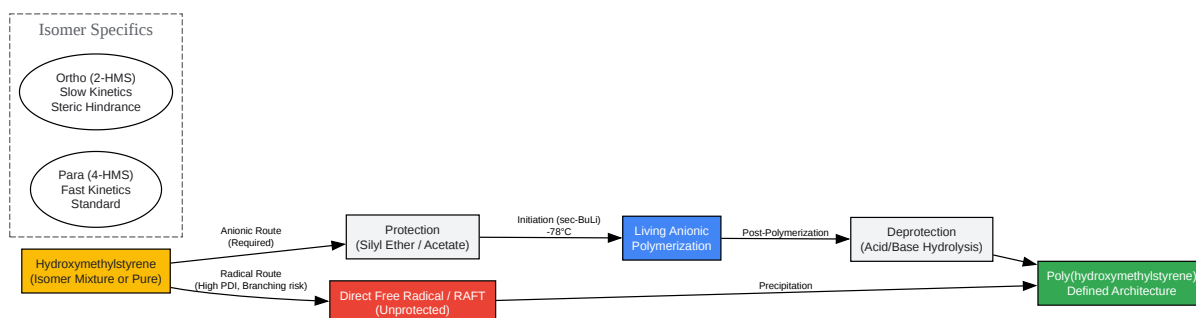 Isomer Specifics
Ortho (2-HMS)
Slow Kinetics
Steric Hindrance
Para (4-HMS)
Fast Kinetics
Standard
Hydroxymethylstyrene
(Isomer Mixture or Pure)
Anionic Route
(Required)
Radical Route
(High PDI, Branching risk)
Protection
(Silyl Ether / Acetate)
Direct Free Radical / RAFT
(Unprotected)
Initiation (sec-BuLi)
-78°C
Living Anionic
Polymerization
Post-Polymerization
Deprotection
(Acid/Base Hydrolysis)
Precipitation
Poly(hydroxymethylstyrene)
Defined Architecture